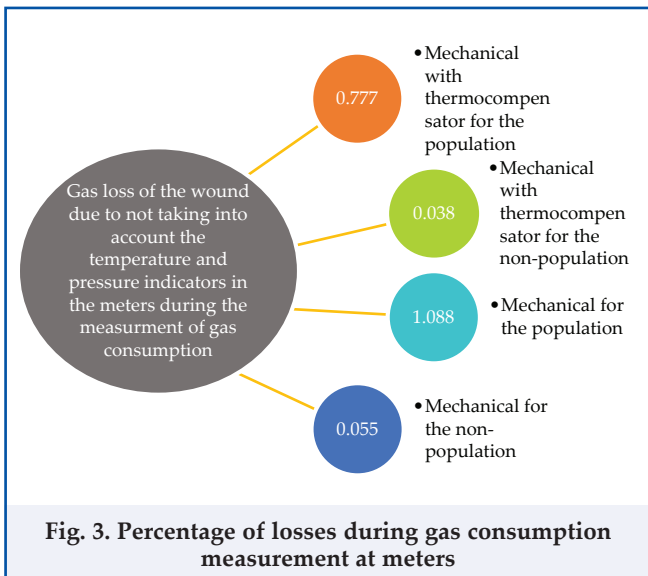 Gas loss of the wound
due to not taking into
account the
temperature and
pressure indicators in
the meters during the
measurment of gas
consumption
0.777
•Mechanical
with
thermocompen
sator for the
population
0.038
•Mechanical
with
thermocompen
sator for the
non-population
1.088
•Mechanical for
the population
0.055
•Mechanical for
the non-
population
Fig. 3. Percentage of losses during gas consumption
measurement at meters